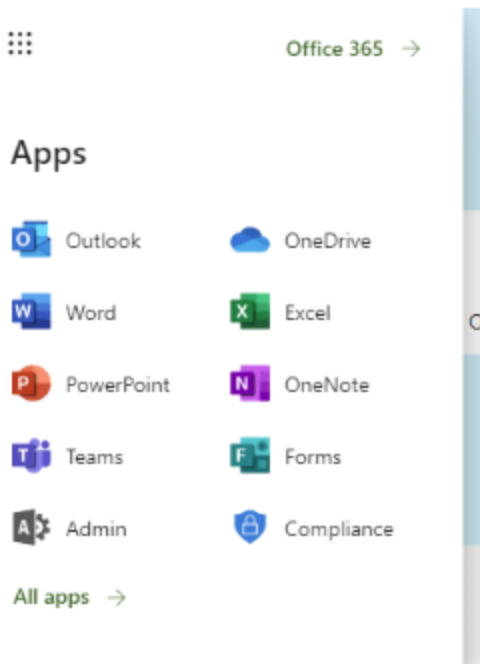 Office 365 →
Apps
Outlook
OneDrive
Word
Excel
PowerPoint
OneNote
Teams
Forms
Admin
Compliance
All apps →